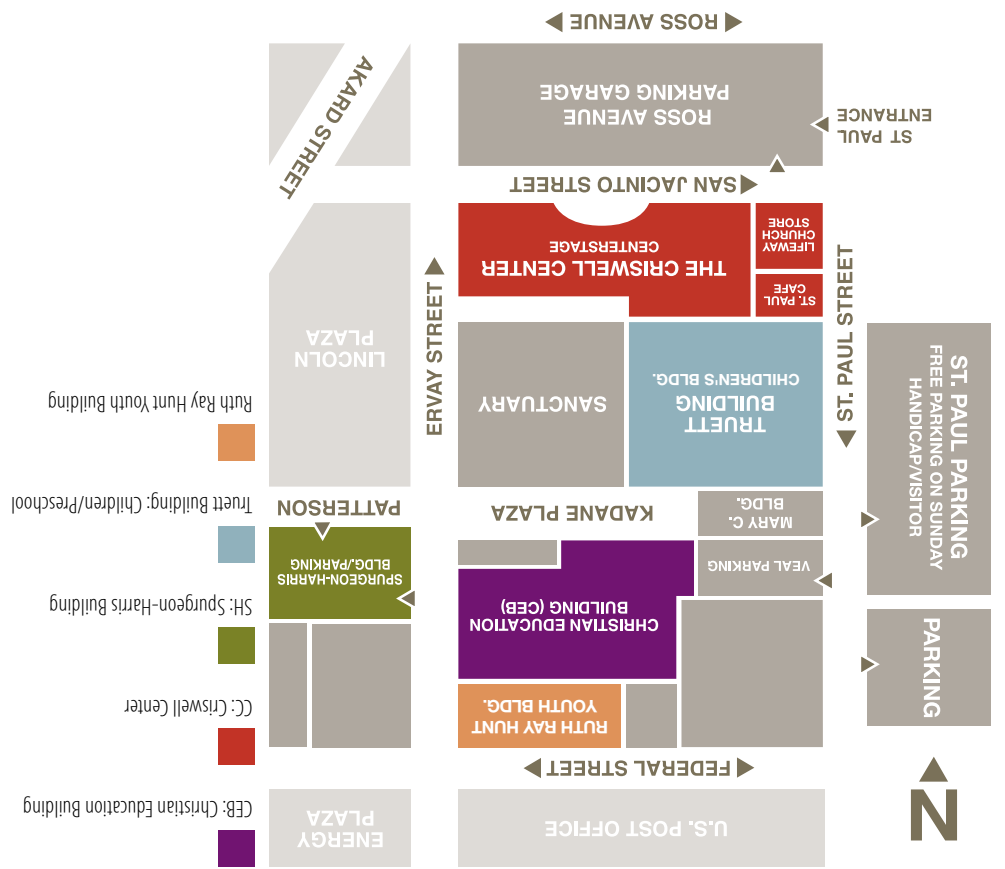 N
U.S. POST OFFICE
ENERGY
PLAZA
CEB: Christian Education Building
FEDERAL STREET
PARKING
RUTH RAY HUNT
YOUTH BLDG.
CC: Criswell Center
CHRISTIAN EDUCATION
BUILDING (CEB)
SH: Spurgeon-Harris Building
VEAL PARKING
SPURGEON-HARRIS
BLDG./PARKING
ST. PAUL PARKING
FREE PARKING ON SUNDAY
HANDICAP/VISITOR
MARY C.
BLDG.
KADANE PLAZA
PATTERSON
Truett Building: Children/Preschool
ST. PAUL STREET
TRUETT
BUILDING
CHILDREN'S BLDG.
SANCTUARY
ERVAY STREET
LINCOLN
PLAZA
Ruth Ray Hunt Youth Building
ST. PAUL
CAFE
LIFEWAY
CHURCH
STORE
THE CRISWELL CENTER
CENTERSTAGE
SAN JACINTO STREET
AKARD STREET
ST PAUL
ENTRANCE
ROSS AVENUE
PARKING GARAGE
ROSS AVENUE